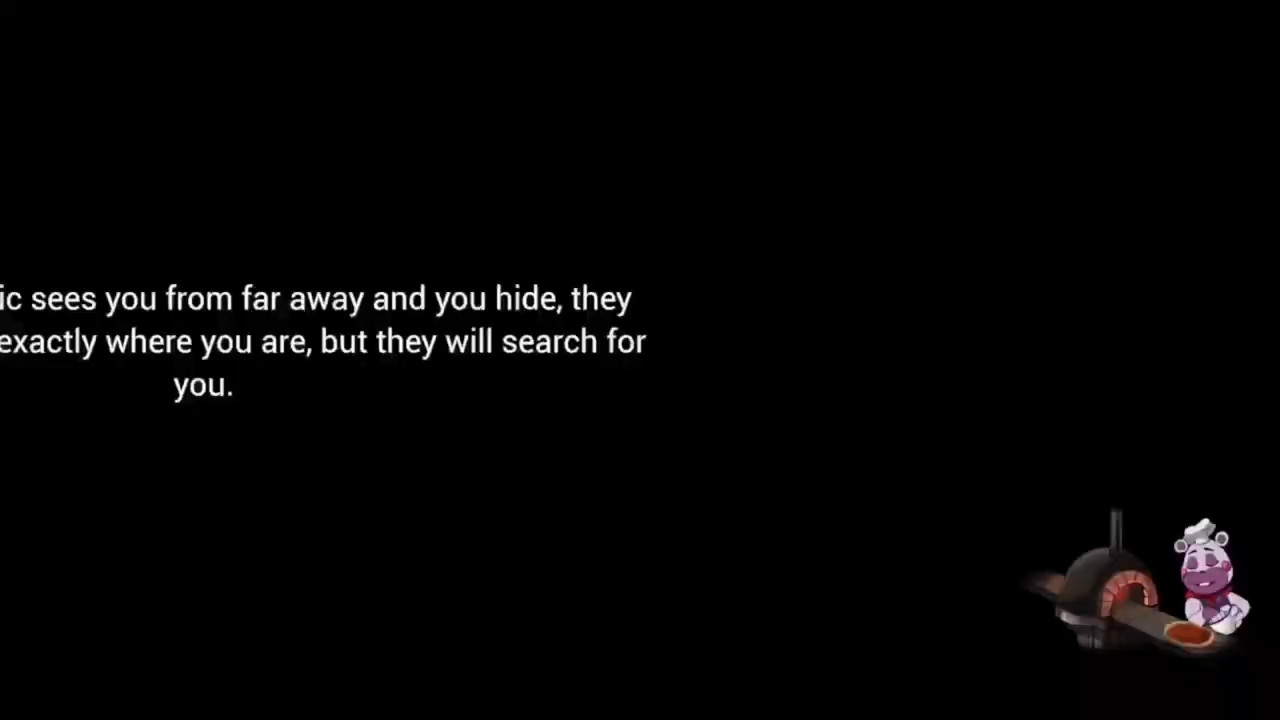 ic sees you from far away and you hide, they
exactly where you are, but they will search for
you.